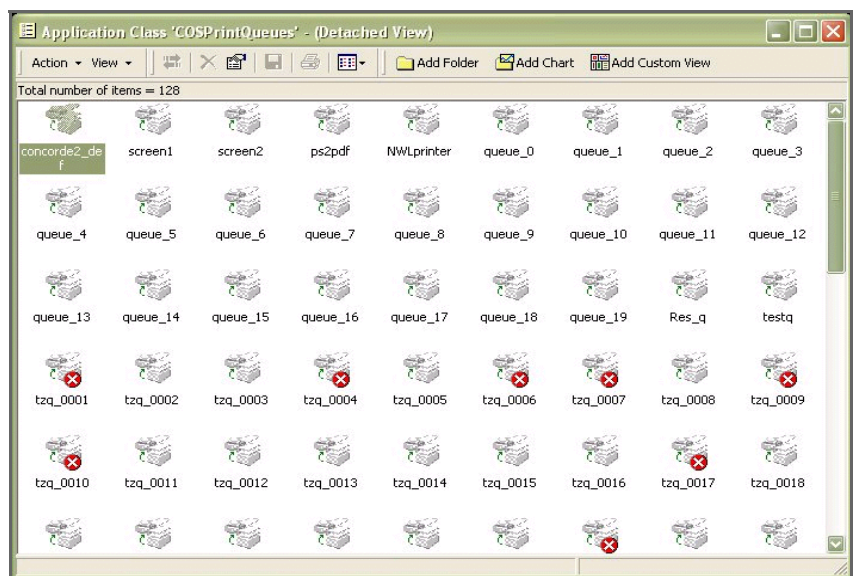 Application Class 'COSPrintQueues' - (Detached View)
Action View Add Folder Add Chart Add Custom View
Total number of items = 128
concorde2_de
f
screen1 screen2 ps2pdf NWLprinter queue_0 queue_1 queue_2 queue_3
queue_4 queue_5 queue_6 queue_7 queue_8 queue_9 queue_10 queue_11 queue_12
queue_13 queue_14 queue_15 queue_16 queue_17 queue_18 queue_19 Res_q testq
tzq_0001 tzq_0002 tzq_0003 tzq_0004 tzq_0005 tzq_0006 tzq_0007 tzq_0008 tzq_0009
tzq_0010 tzq_0011 tzq_0012 tzq_0013 tzq_0014 tzq_0015 tzq_0016 tzq_0017 tzq_0018